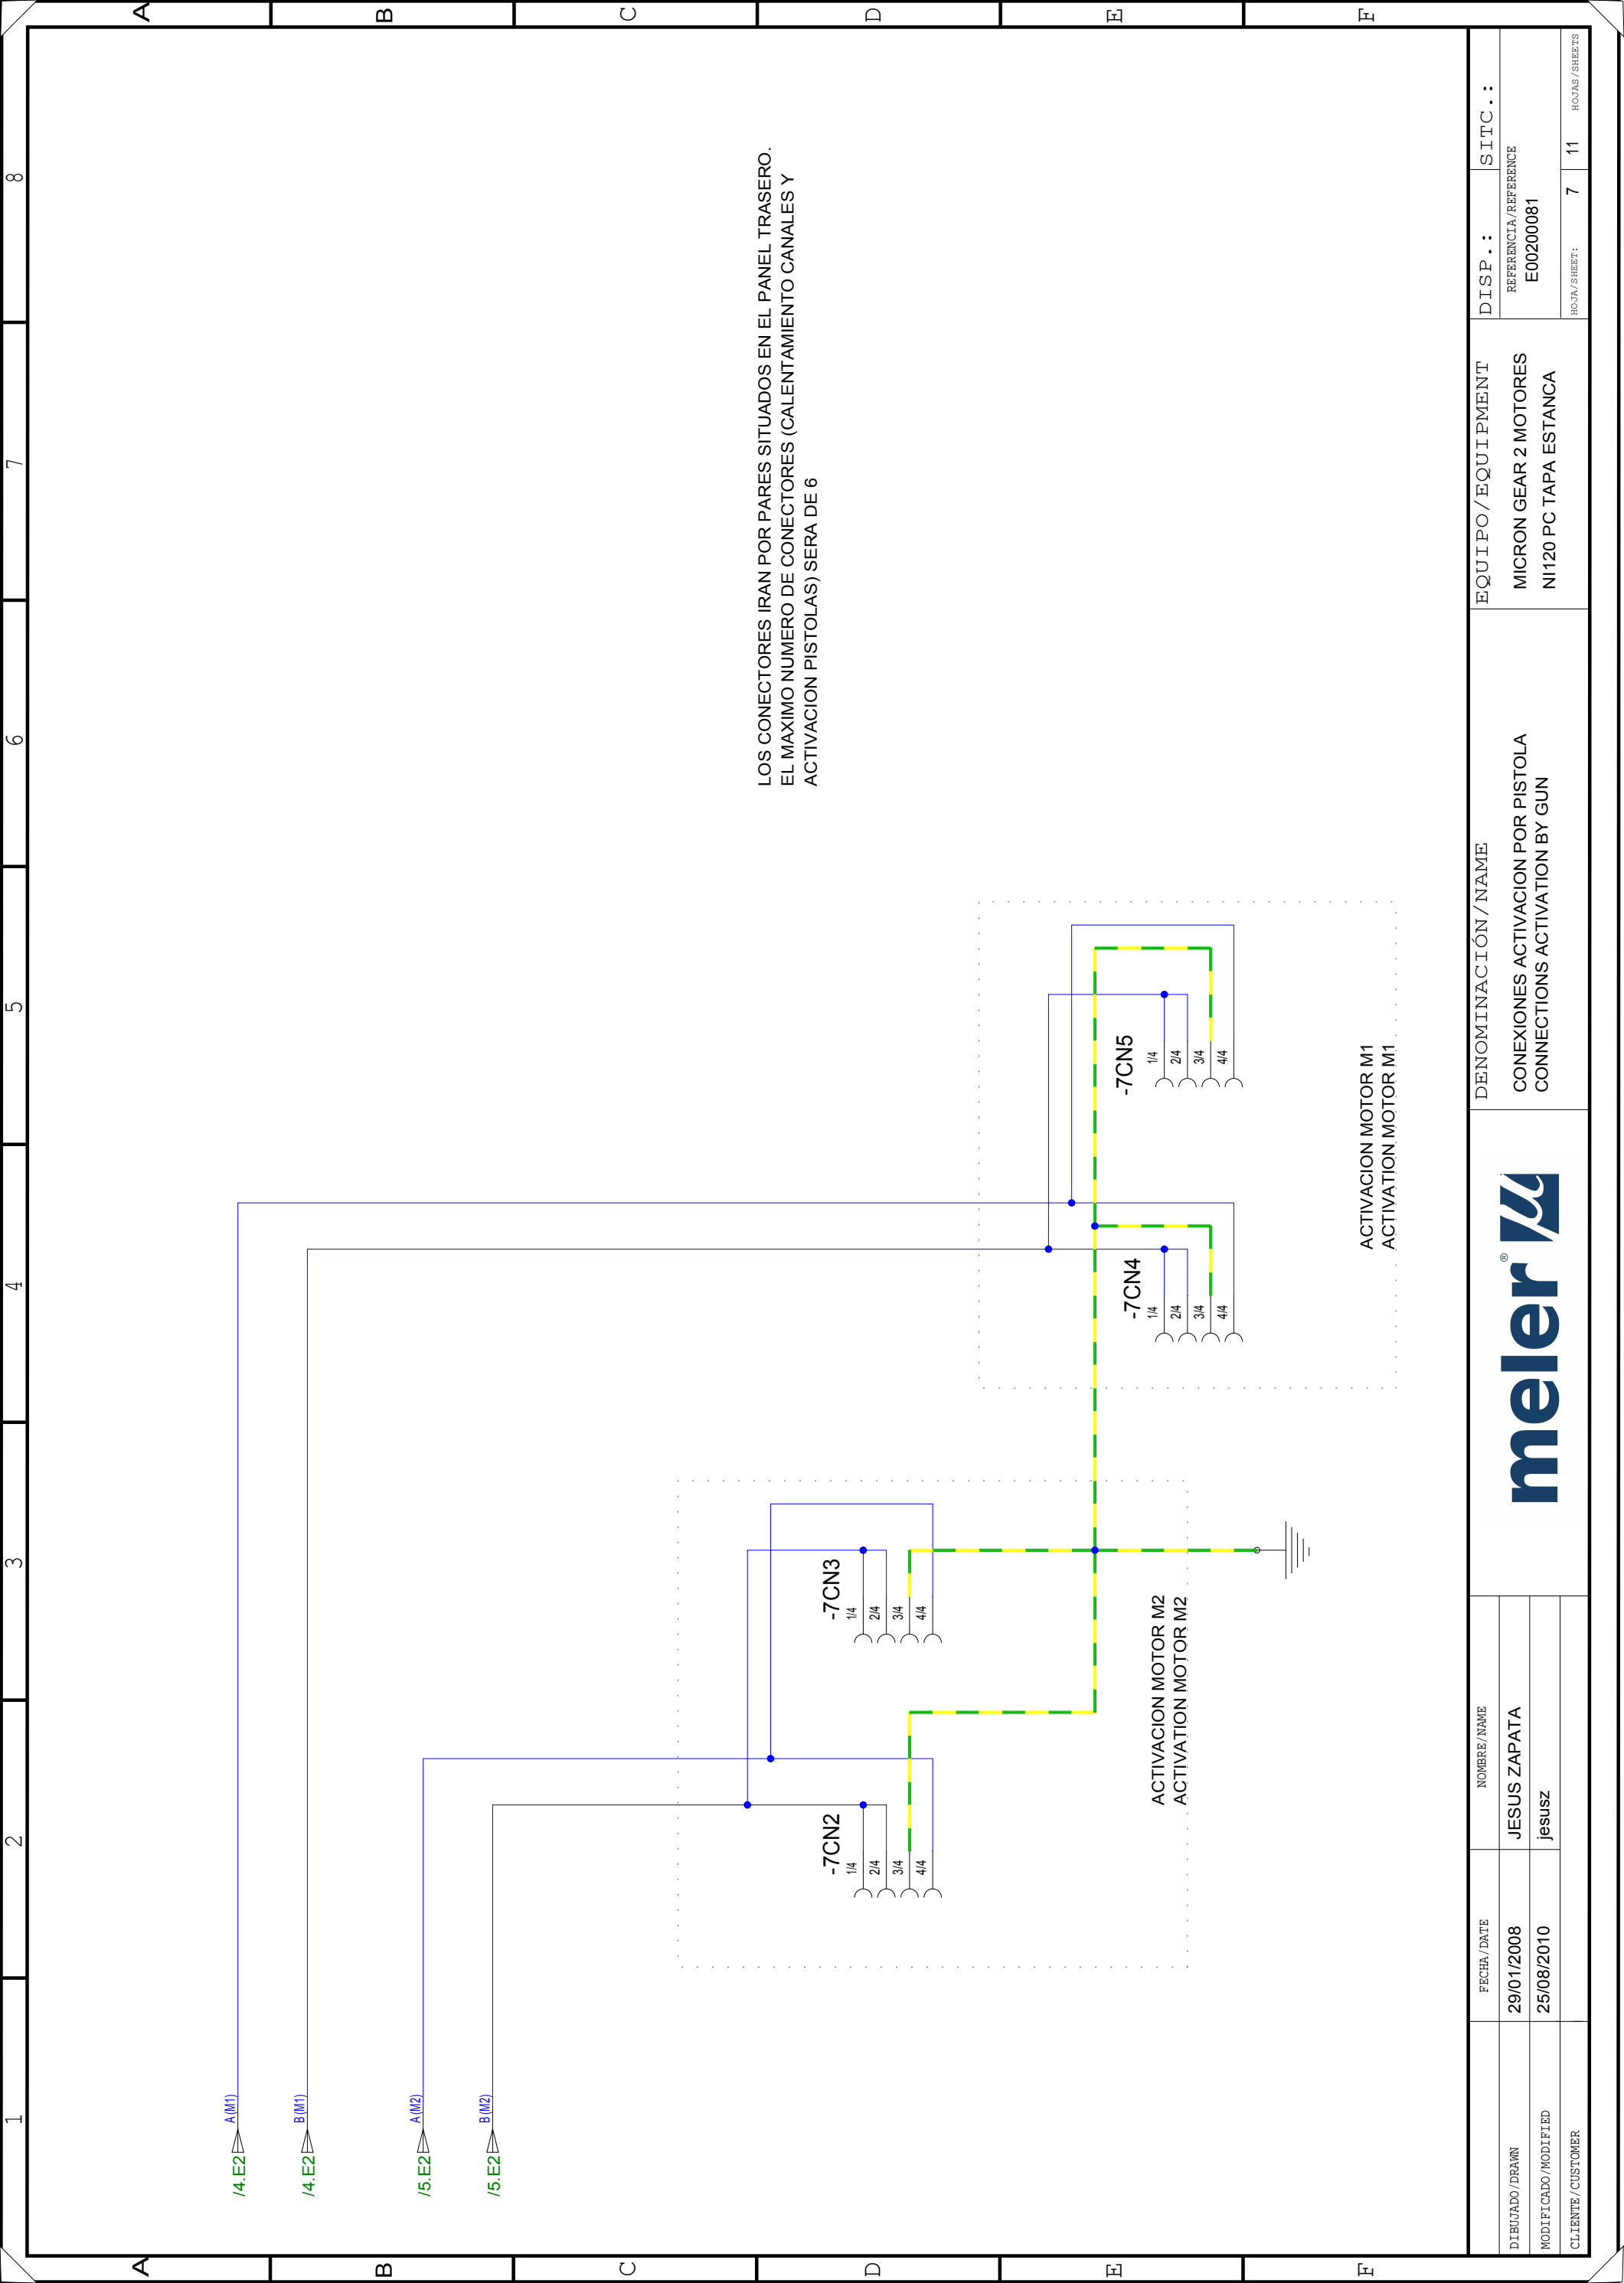 1 2 3 4 5 6 7 8
A A
B B
C C
D D
E E
F F
/4.E2 A(M1)
/4.E2 B(M1)
/5.E2 A(M2)
/5.E2 B(M2)
LOS CONECTORES IRAN POR PARES SITUADOS EN EL PANEL TRASERO.
EL MAXIMO NUMERO DE CONECTORES (CALENTAMIENTO CANALES Y
ACTIVACION PISTOLAS) SERA DE 6
-7CN2
1/4
2/4
3/4
4/4
-7CN3
1/4
2/4
3/4
4/4
ACTIVACION MOTOR M2
ACTIVATION MOTOR M2
-7CN4
1/4
2/4
3/4
4/4
-7CN5
1/4
2/4
3/4
4/4
ACTIVACION MOTOR M1
ACTIVATION MOTOR M1
FECHA/DATE NOMBRE/NAME
DIBUJADO/DRAWN 29/01/2008 JESUS ZAPATA
MODIFICADO/MODIFIED 25/08/2010 jesusz
CLIENTE/CUSTOMER
meler®
DENOMINACIÓN/NAME
CONEXIONES ACTIVACION POR PISTOLA
CONNECTIONS ACTIVATION BY GUN
EQUIPO/EQUIPMENT
MICRON GEAR 2 MOTORES
NI120 PC TAPA ESTANCA
DISP.: SITC.:
REFERENCIA/REFERENCE
E00200081
HOJA/SHEET: 7 11 HOJAS/SHEETS